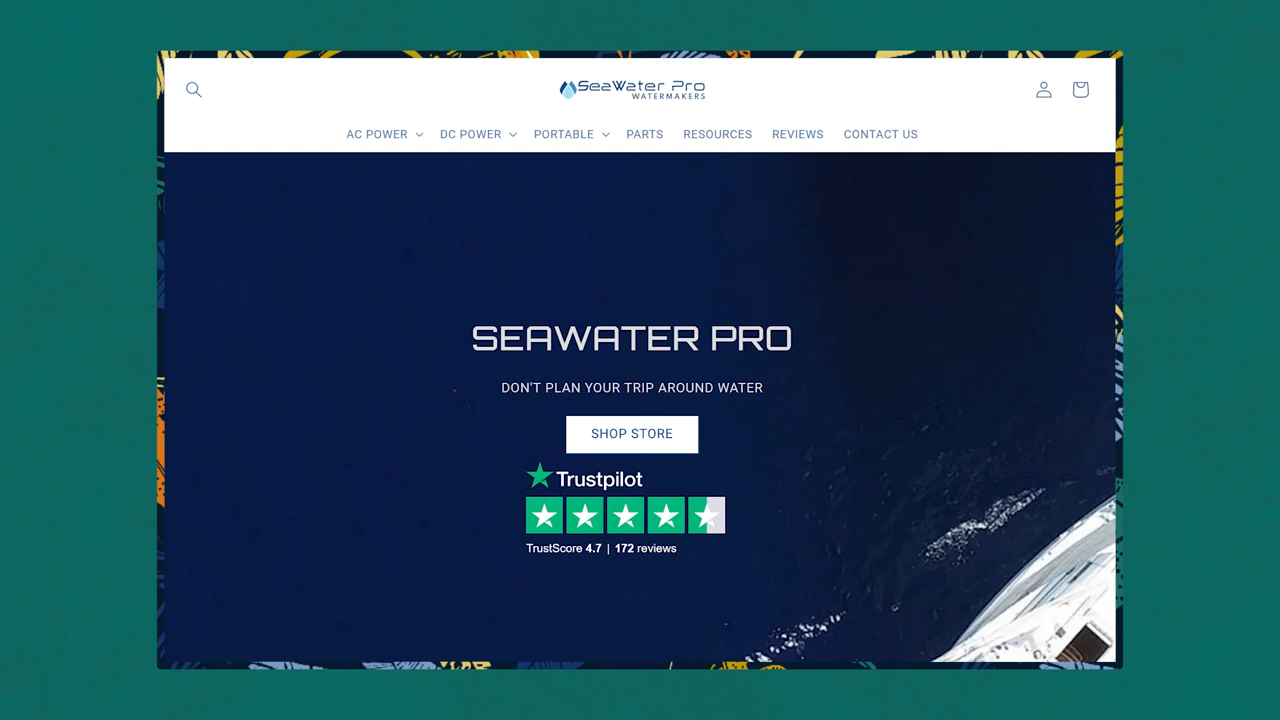 SeaWater Pro
WATERMAKERS
AC POWER DC POWER PORTABLE PARTS RESOURCES REVIEWS CONTACT US
SEAWATER PRO
DON'T PLAN YOUR TRIP AROUND WATER
SHOP STORE
Trustpilot
TrustScore 4.7 | 172 reviews